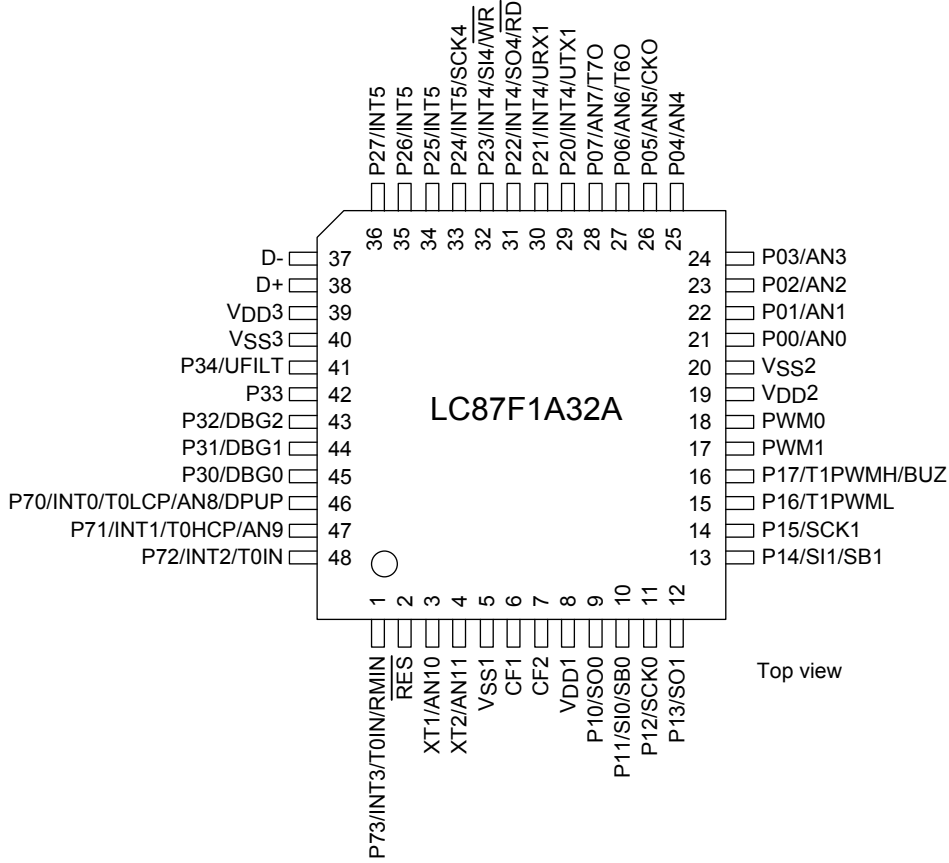 P27/INT5
P26/INT5
P25/INT5
P24/INT5/SCK4
P23/INT4/SI4/WR
P22/INT4/SO4/RD
P21/INT4/URX1
P20/INT4/UTX1
P07/AN7/T7O
P06/AN6/T6O
P05/AN5/CKO
P04/AN4
36
35
34
33
32
31
30
29
28
27
26
25
D- 37
D+ 38
VDD3 39
VSS3 40
P34/UFILT 41
P33 42
P32/DBG2 43
P31/DBG1 44
P30/DBG0 45
P70/INT0/T0LCP/AN8/DPUP 46
P71/INT1/T0HCP/AN9 47
P72/INT2/T0IN 48
LC87F1A32A
24 P03/AN3
23 P02/AN2
22 P01/AN1
21 P00/AN0
20 VSS2
19 VDD2
18 PWM0
17 PWM1
16 P17/T1PWMH/BUZ
15 P16/T1PWML
14 P15/SCK1
13 P14/SI1/SB1
1
2
3
4
5
6
7
8
9
10
11
12
P73/INT3/T0IN/RMIN
RES
XT1/AN10
XT2/AN11
VSS1
CF1
CF2
VDD1
P10/SO0
P11/SI0/SB0
P12/SCK0
P13/SO1
Top view